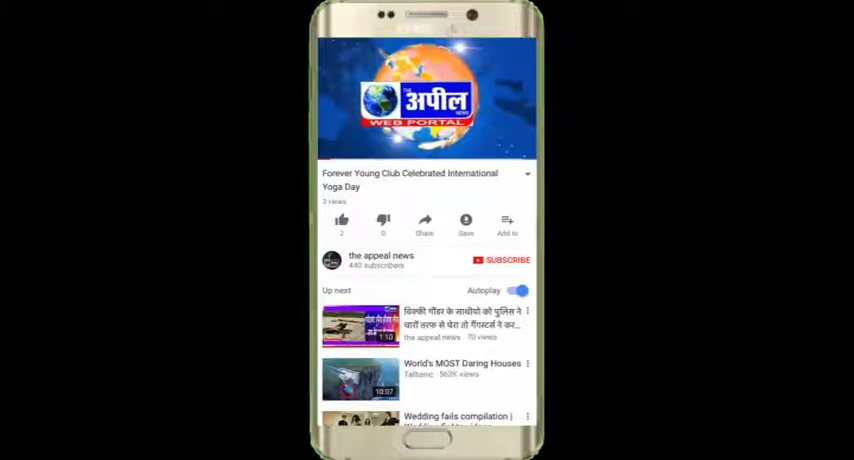 अपील
WEB PORTAL
Forever Young Club Celebrated International
Yoga Day
3 views
2
0
Share
Save
Add to
the appeal news
440 subscribers
SUBSCRIBE
Up next
Autoplay
विक्की गोंडर के साथीयो को पुलिस ने
चारों तरफ से घेरा तो गैंगस्टर्स ने कर...
the appeal news · 70 views
1:10
World's MOST Daring Houses
Talltanic · 563K views
10:07
Wedding fails compilation |